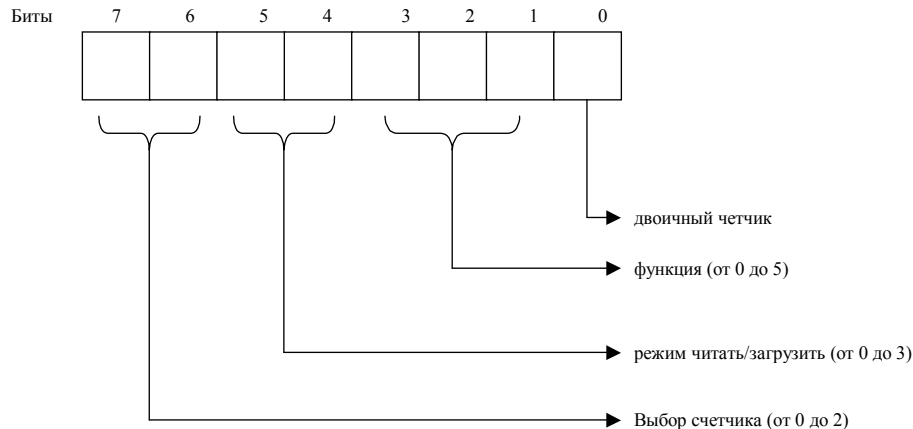 Биты 7 6 5 4 3 2 1 0
двоичный четчик
функция (от 0 до 5)
режим читать/загрузить (от 0 до 3)
Выбор счетчика (от 0 до 2)